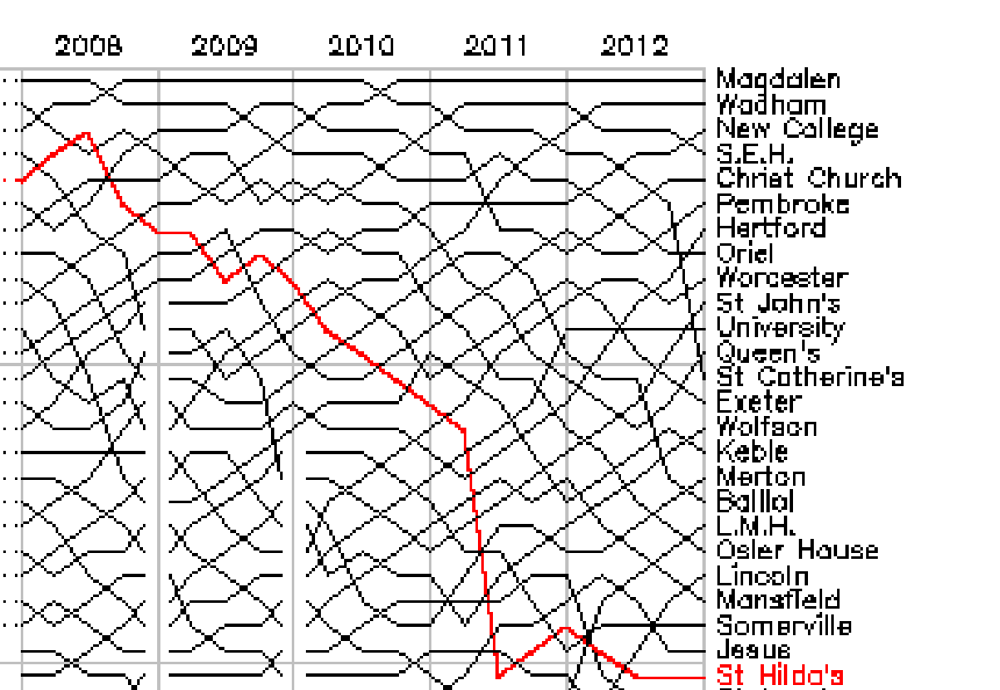 2008 2009 2010 2011 2012
Magdalen
Wadham
New College
S.E.H.
Christ Church
Pembroke
Hertford
Oriel
Worcester
St John's
University
Queen's
St Catherine's
Exeter
Wolfson
Keble
Merton
Balliol
L.M.H.
Osler House
Lincoln
Mansfield
Somerville
Jesus
St Hilda's